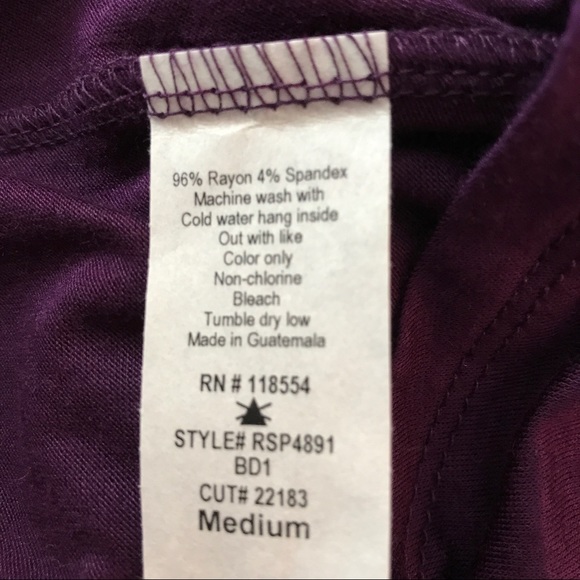 96% Rayon 4% Spandex
Machine wash with
Cold water hang inside
Out with like
Color only
Non-chlorine
Bleach
Tumble dry low
Made in Guatemala
RN # 118554
STYLE# RSP4891
BD1
CUT# 22183
Medium